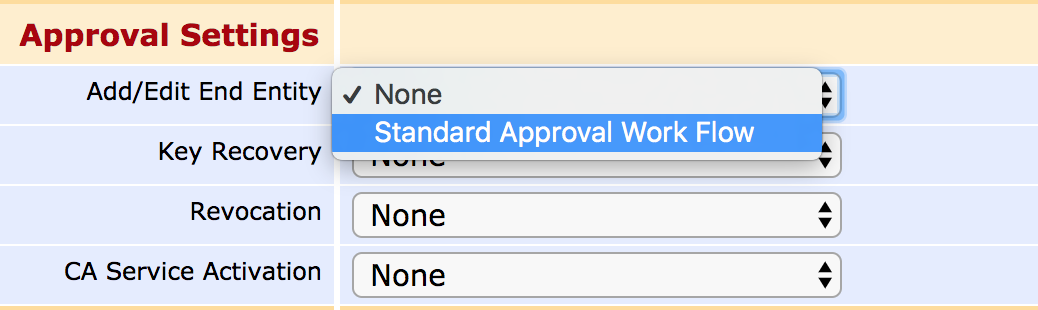 Approval Settings
Add/Edit End Entity
✓ None
Standard Approval Work Flow
Key Recovery
None
Revocation
None
CA Service Activation
None